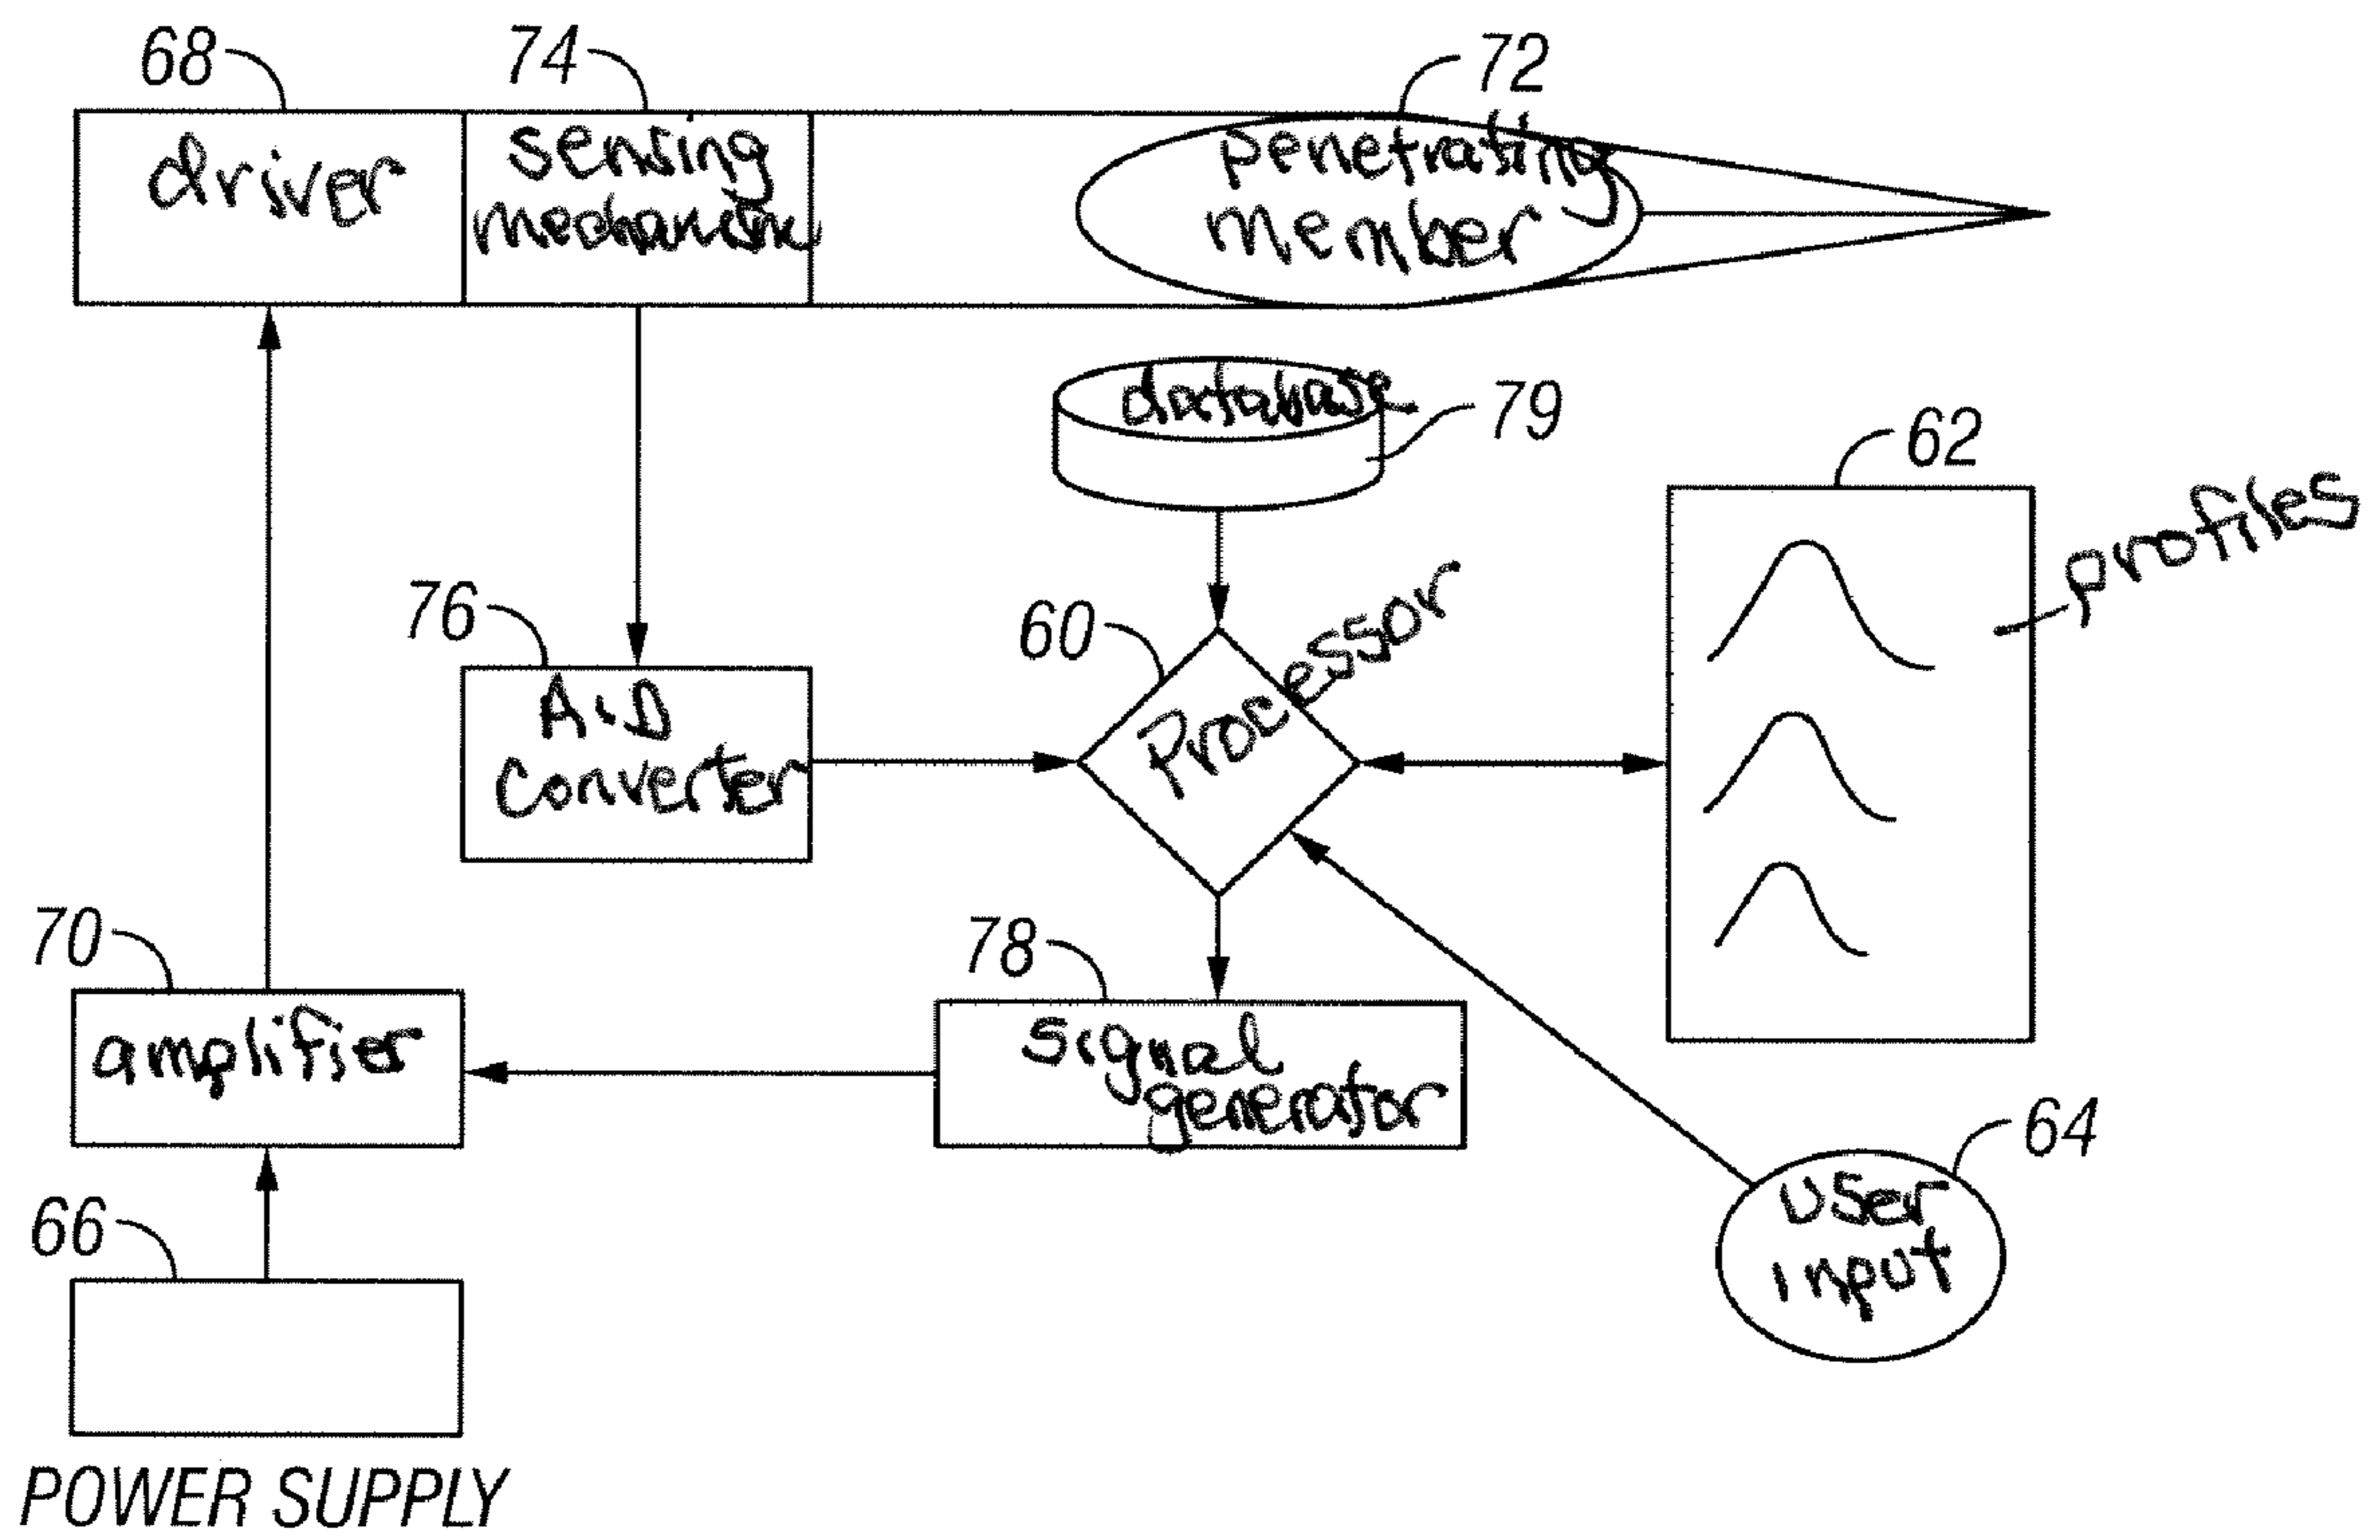 68
74
72
driver
sensing
mechanism
penetrating
member
database
79
62
profiles
76
60
Processor
A.D
Converter
70
78
amplifier
signal
generator
64
user
input
66
POWER SUPPLY